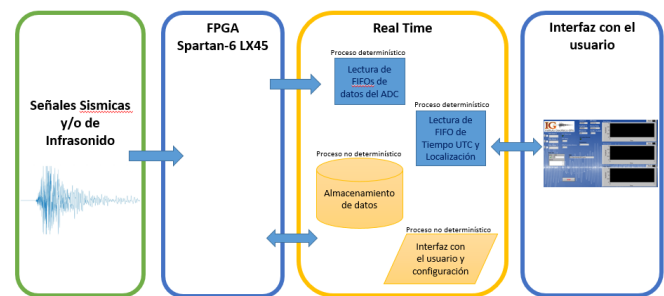 Señales Sismicas
y/o de
Infrasonido
FPGA
Spartan-6 LX45
Real Time
Proceso determinístico
Lectura de
FIFOs de
datos del ADC
Proceso determinístico
Lectura de
FIFO de
Tiempo UTC y
Localización
Proceso no determinístico
Almacenamiento
de datos
Proceso no determinístico
Interfaz con
el usuario y
configuración
Interfaz con el
usuario
IG